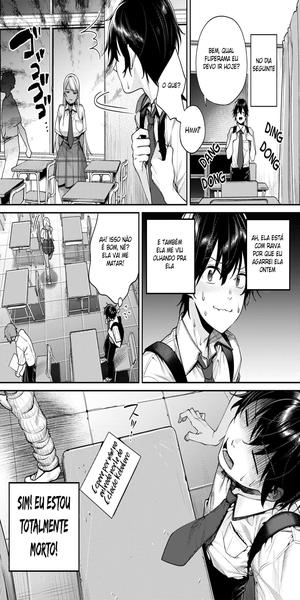 NO DIA
SEGUINTE
BEM, QUAL
FLIPERAMA EU
DEVO IR HOJE?
DING
DONG
DING
DONG
O QUE?
HNM?
AH, ELA ESTÁ
COM RAIVA
POR QUE EU
AGARREI ELA
ONTEM
E TAMBÉM
ELA ME VIU
OLHANDO PRA
ELA
AH! ISSO NÃO
É BOM, NÉ?
ELA VAI ME
MATAR!
SIM! EU ESTOU
TOTALMENTE
MORTO!